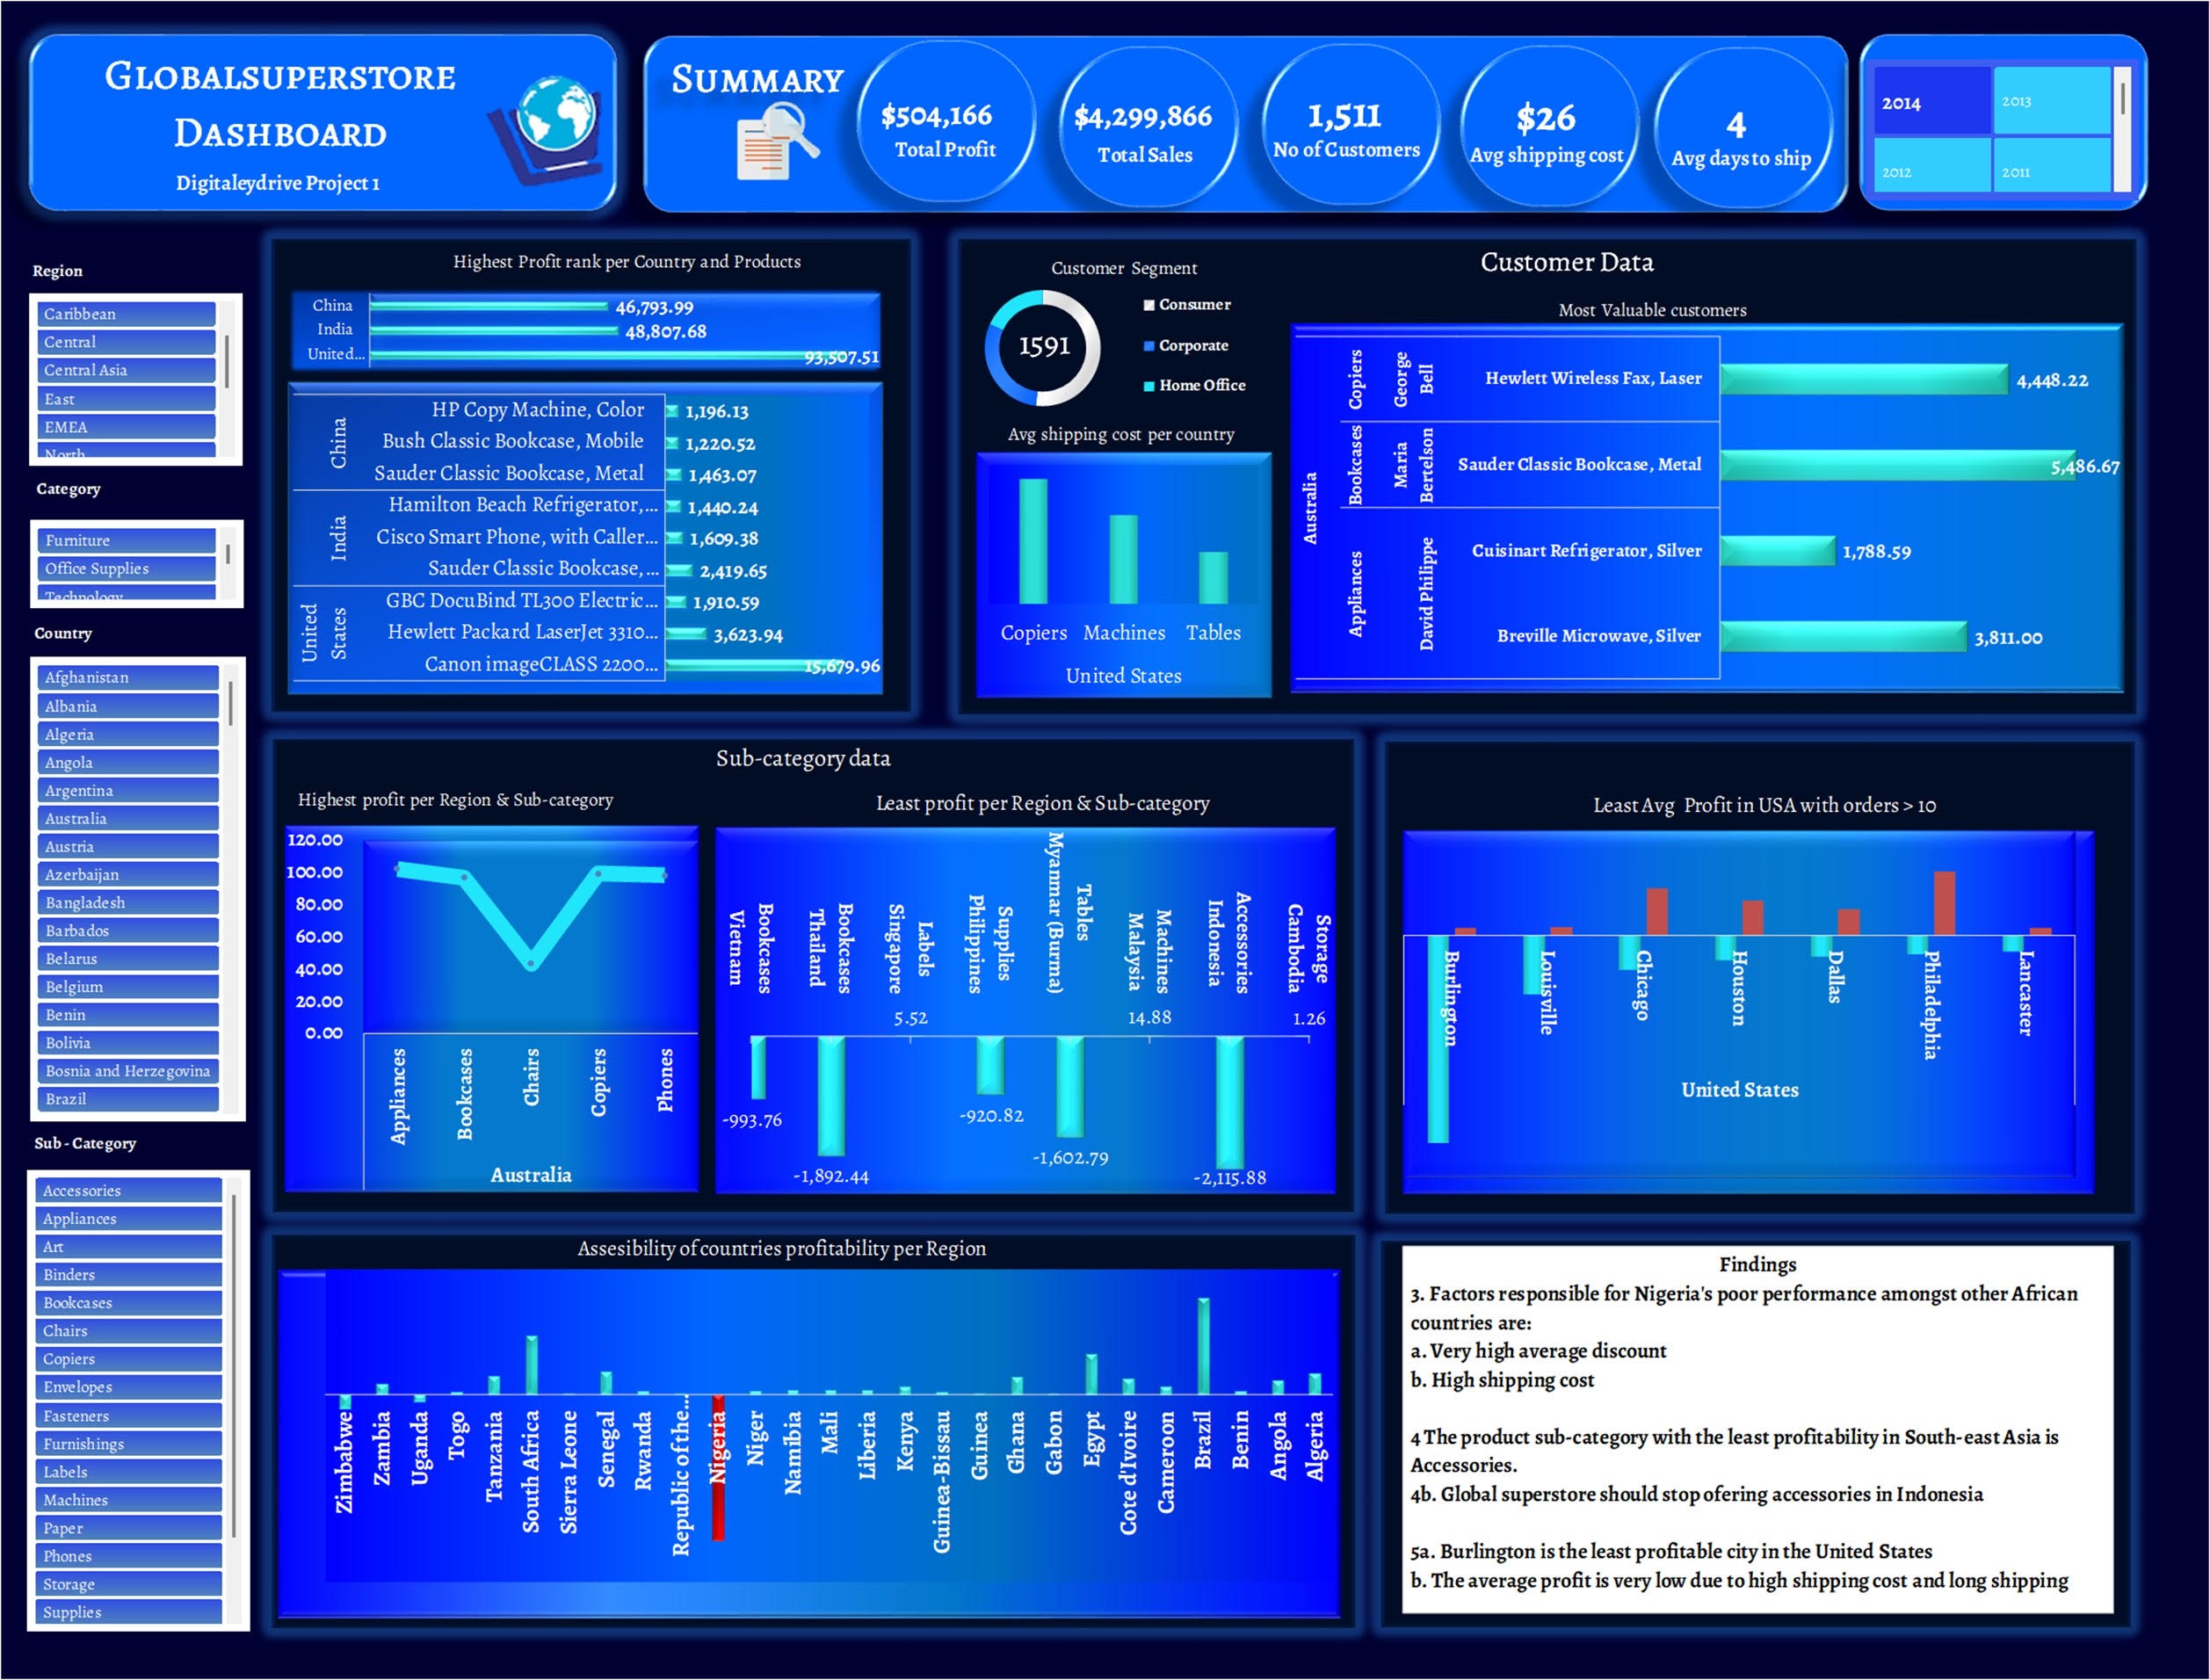 GLOBALSUPERSTORE
DASHBOARD
Digitaleydrive Project 1
SUMMARY
$504,166
Total Profit
$4,299,866
Total Sales
1,511
No of Customers
$26
Avg shipping cost
4
Avg days to ship
2014
2013
2012
2011
Region
Caribbean
Central
Central Asia
East
EMEA
North
Category
Furniture
Office Supplies
Technology
Country
Afghanistan
Albania
Algeria
Angola
Argentina
Australia
Austria
Azerbaijan
Bangladesh
Barbados
Belarus
Belgium
Benin
Bolivia
Bosnia and Herzegovina
Brazil
Sub - Category
Accessories
Appliances
Art
Binders
Bookcases
Chairs
Copiers
Envelopes
Fasteners
Furnishings
Labels
Machines
Paper
Phones
Storage
Supplies
Highest Profit rank per Country and Products
China
46,793.99
India
48,807.68
United...
93,507.51
China
HP Copy Machine, Color
1,196.13
Bush Classic Bookcase, Mobile
1,220.52
Sauder Classic Bookcase, Metal
1,463.07
India
Hamilton Beach Refrigerator,...
1,440.24
Cisco Smart Phone, with Caller...
1,609.38
Sauder Classic Bookcase, ...
2,419.65
United
States
GBC DocuBind TL300 Electric...
1,910.59
Hewlett Packard LaserJet 3310...
3,623.94
Canon imageCLASS 2200...
15,679.96
Customer Data
Customer Segment
1591
Consumer
Corporate
Home Office
Avg shipping cost per country
Copiers
Machines
Tables
United States
Most Valuable customers
Australia
Copiers
George
Bell
Hewlett Wireless Fax, Laser
4,448.22
Bookcases
Maria
Bertelson
Sauder Classic Bookcase, Metal
5,486.67
Appliances
David Philippe
Cuisinart Refrigerator, Silver
1,788.59
Breville Microwave, Silver
3,811.00
Sub-category data
Highest profit per Region & Sub-category
120.00
100.00
80.00
60.00
40.00
20.00
0.00
Appliances
Bookcases
Chairs
Copiers
Phones
Australia
Least profit per Region & Sub-category
Bookcases
Vietnam
Bookcases
Thailand
Labels
Singapore
Supplies
Philippines
Tables
Myanmar (Burma)
Machines
Malaysia
Accessories
Indonesia
Storage
Cambodia
5.52
14.88
1.26
-993.76
-1,892.44
-920.82
-1,602.79
-2,115.88
Least Avg Profit in USA with orders > 10
Burlington
Louisville
Chicago
Houston
Dallas
Philadelphia
Lancaster
United States
Assesibility of countries profitability per Region
Zimbabwe
Zambia
Uganda
Togo
Tanzania
South Africa
Sierra Leone
Senegal
Rwanda
Republic of the...
Nigeria
Niger
Namibia
Mali
Liberia
Kenya
Guinea-Bissau
Guinea
Ghana
Gabon
Egypt
Cote d'Ivoire
Cameroon
Brazil
Benin
Angola
Algeria
Findings
3. Factors responsible for Nigeria's poor performance amongst other African
countries are:
a. Very high average discount
b. High shipping cost
4 The product sub-category with the least profitability in South-east Asia is
Accessories.
4b. Global superstore should stop ofering accessories in Indonesia
5a. Burlington is the least profitable city in the United States
b. The average profit is very low due to high shipping cost and long shipping